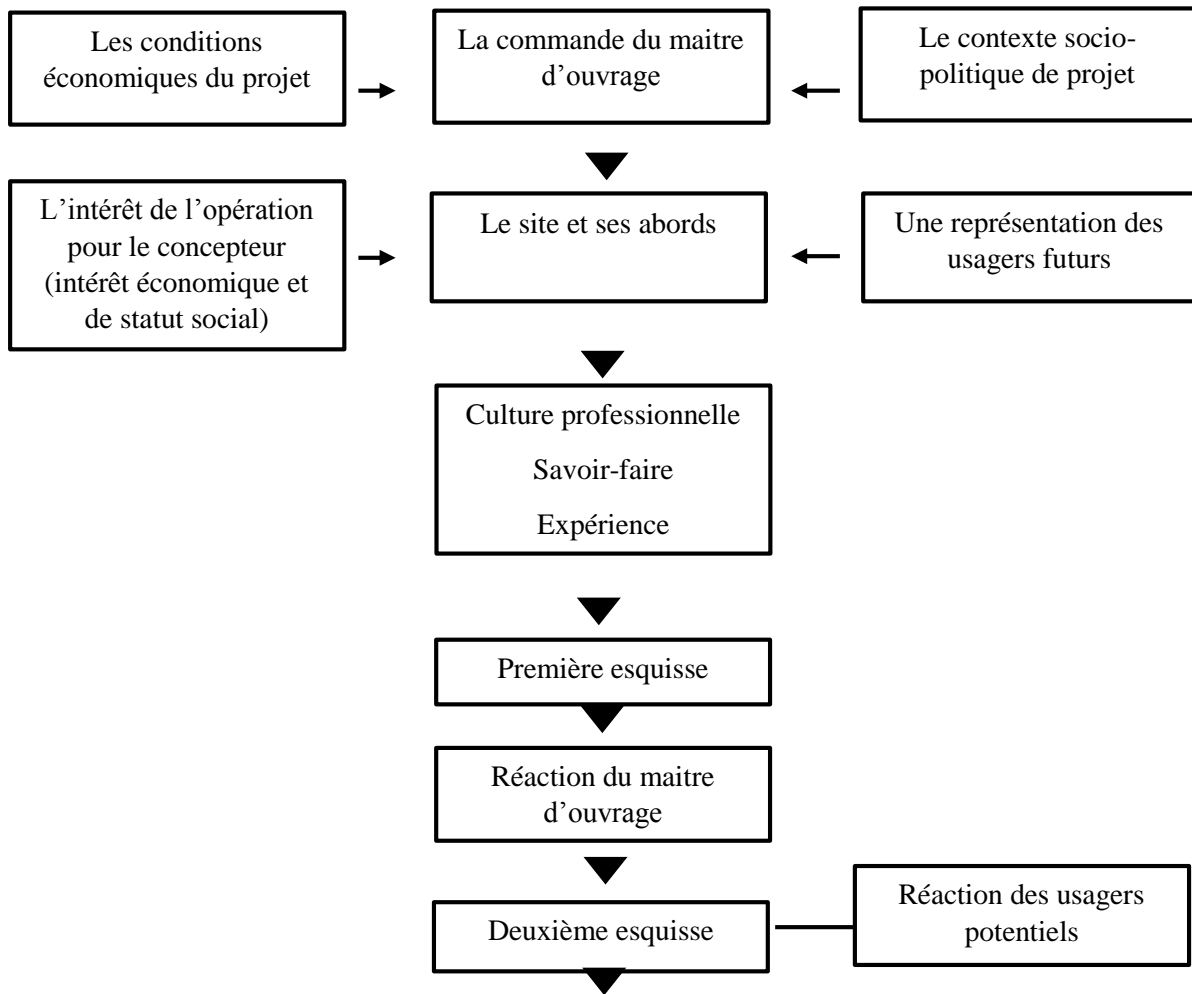 Les conditions
économiques du projet
La commande du maitre
d’ouvrage
Le contexte socio-
politique de projet
L’intérêt de l’opération
pour le concepteur
(intérêt économique et
de statut social)
Le site et ses abords
Une représentation des
usagers futurs
Culture professionnelle
Savoir-faire
Expérience
Première esquisse
Réaction du maitre
d’ouvrage
Deuxième esquisse
Réaction des usagers
potentiels